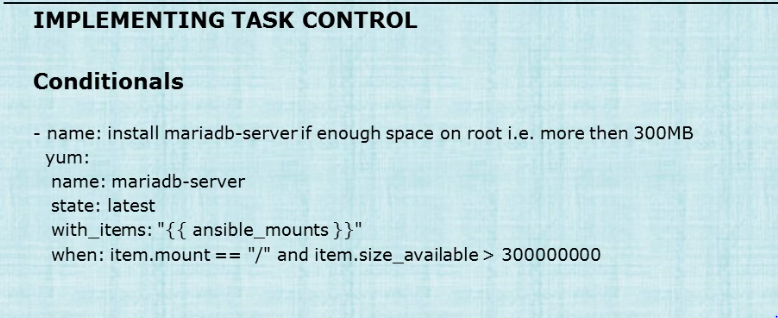 IMPLEMENTING TASK CONTROL
Conditionals
- name: install mariadb-server if enough space on root i.e. more then 300MB
yum:
name: mariadb-server
state: latest
with_items: "{{ ansible_mounts }}"
when: item.mount == "/" and item.size_available > 300000000